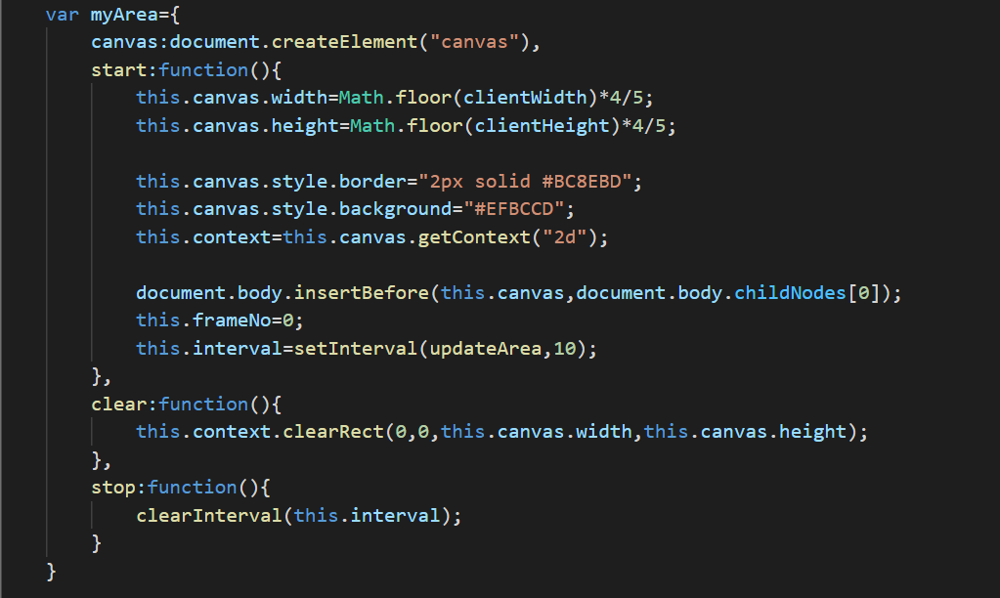 var myArea={
    canvas:document.createElement("canvas"),
    start:function(){
        this.canvas.width=Math.floor(clientWidth)*4/5;
        this.canvas.height=Math.floor(clientHeight)*4/5;

        this.canvas.style.border="2px solid #BC8EBD";
        this.canvas.style.background="#EFBCCD";
        this.context=this.canvas.getContext("2d");

        document.body.insertBefore(this.canvas,document.body.childNodes[0]);
        this.frameNo=0;
        this.interval=setInterval(updateArea,10);
    },
    clear:function(){
        this.context.clearRect(0,0,this.canvas.width,this.canvas.height);
    },
    stop:function(){
        clearInterval(this.interval);
    }
}